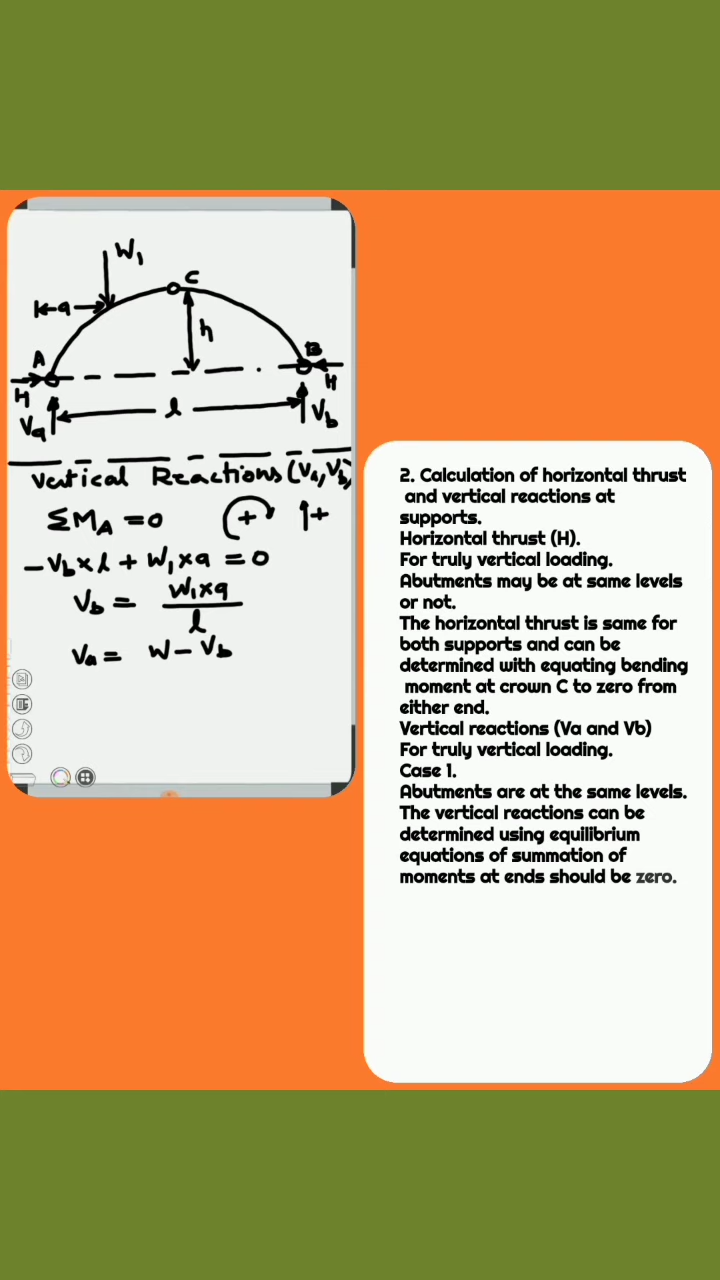 W₁
C
a
h
A
B
H
H
Va
l
Vb
Vertical Reactions (Va, Vb)
ΣMA = 0 (+ ↑+
-Vb×l + W₁×a = 0
Vb = W₁×a
l
Va = W - Vb
2. Calculation of horizontal thrust
and vertical reactions at
supports.
Horizontal thrust (H).
For truly vertical loading.
Abutments may be at same levels
or not.
The horizontal thrust is same for
both supports and can be
determined with equating bending
moment at crown C to zero from
either end.
Vertical reactions (Va and Vb)
For truly vertical loading.
Case 1.
Abutments are at the same levels.
The vertical reactions can be
determined using equilibrium
equations of summation of
moments at ends should be zero.